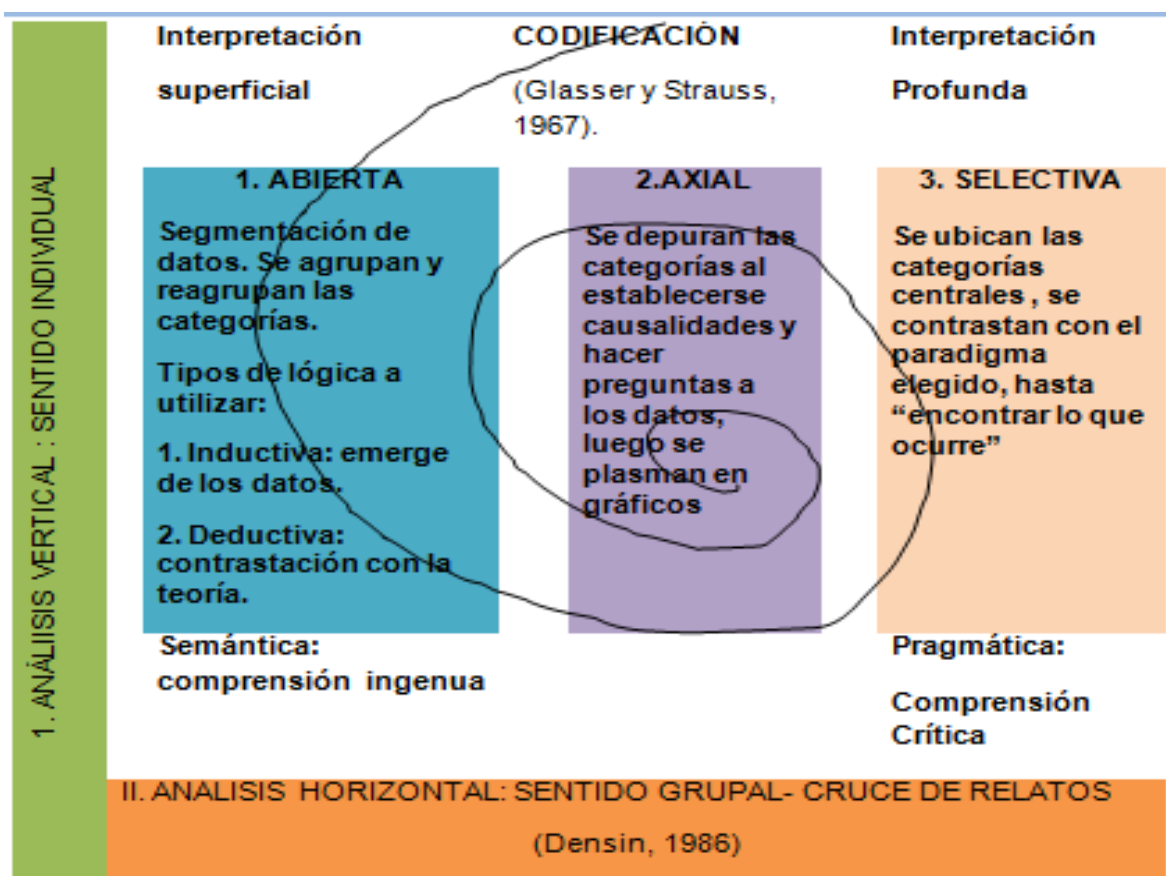 Interpretación
superficial
CODIFICACIÓN
(Glasser y Strauss,
1967).
Interpretación
Profunda
1. ANÁLIISIS VERTICAL : SENTIDO INDIVIDUAL
1. ABIERTA
Segmentación de
datos. Se agrupan y
reagrupan las
categorías.
Tipos de lógica a
utilizar:
1. Inductiva: emerge
de los datos.
2. Deductiva:
contrastación con la
teoría.
2.AXIAL
Se depuran las
categorías al
establecerse
causalidades y
hacer
preguntas a
los datos,
luego se
plasman en
gráficos
3. SELECTIVA
Se ubican las
categorías
centrales , se
contrastan con el
paradigma
elegido, hasta
“encontrar lo que
ocurre”
Semántica:
comprensión ingenua
Pragmática:
Comprensión
Crítica
II. ANALISIS HORIZONTAL: SENTIDO GRUPAL- CRUCE DE RELATOS
(Densin, 1986)